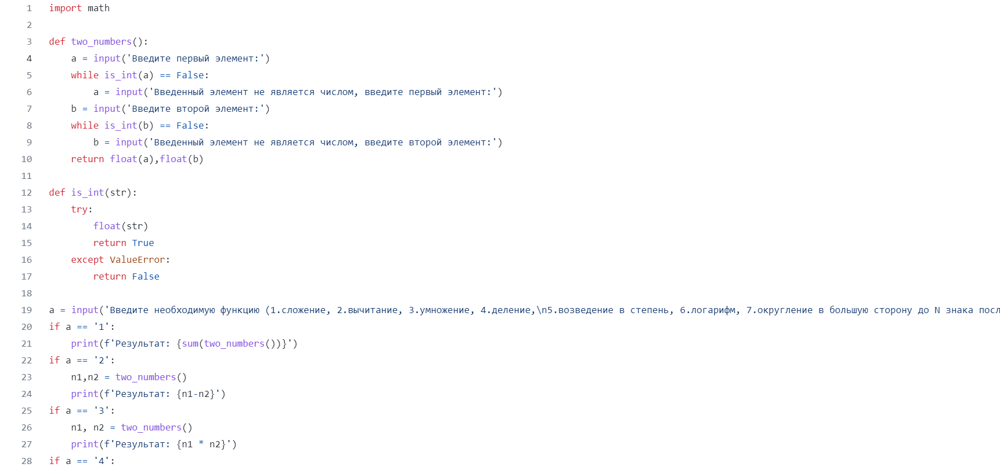 1 import math
2
3 def two_numbers():
4     a = input('Введите первый элемент:')
5     while is_int(a) == False:
6         a = input('Введенный элемент не является числом, введите первый элемент:')
7     b = input('Введите второй элемент:')
8     while is_int(b) == False:
9         b = input('Введенный элемент не является числом, введите второй элемент:')
10     return float(a),float(b)
11
12 def is_int(str):
13     try:
14         float(str)
15         return True
16     except ValueError:
17         return False
18
19 a = input('Введите необходимую функцию (1.сложение, 2.вычитание, 3.умножение, 4.деление,\n5.возведение в степень, 6.логарифм, 7.округление в большую сторону до N знака посл
20 if a == '1':
21     print(f'Результат: {sum(two_numbers())}')
22 if a == '2':
23     n1,n2 = two_numbers()
24     print(f'Результат: {n1-n2}')
25 if a == '3':
26     n1, n2 = two_numbers()
27     print(f'Результат: {n1 * n2}')
28 if a == '4':